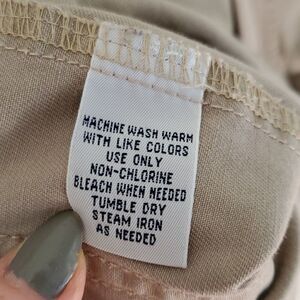 MACHINE WASH WARM
WITH LIKE COLORS
USE ONLY
NON-CHLORINE
BLEACH WHEN NEEDED
TUMBLE DRY
STEAM IRON
AS NEEDED